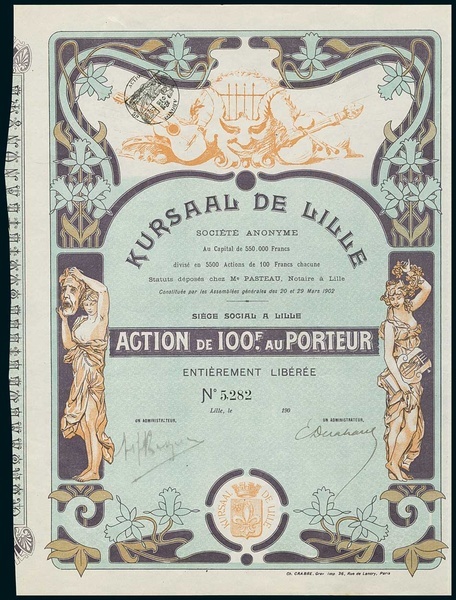 KURSAAL DE LILLE
SOCIÉTÉ ANONYME
Au Capital de 550.000 Francs
divisé en 5500 Actions de 100 Francs chacune
Statuts déposés chez Me PASTEAU, Notaire à Lille
Constituée par les Assemblées générales des 20 et 29 Mars 1902
SIÈGE SOCIAL A LILLE
ACTION DE 100F. AU PORTEUR
ENTIÈREMENT LIBÉRÉE
No 5.282
Lille, le 190
UN ADMINISTRATEUR, UN ADMINISTRATEUR,
KURSAAL DE LILLE
Ch. CRABBE, Grav imp 36, Rue de Lancry, Paris